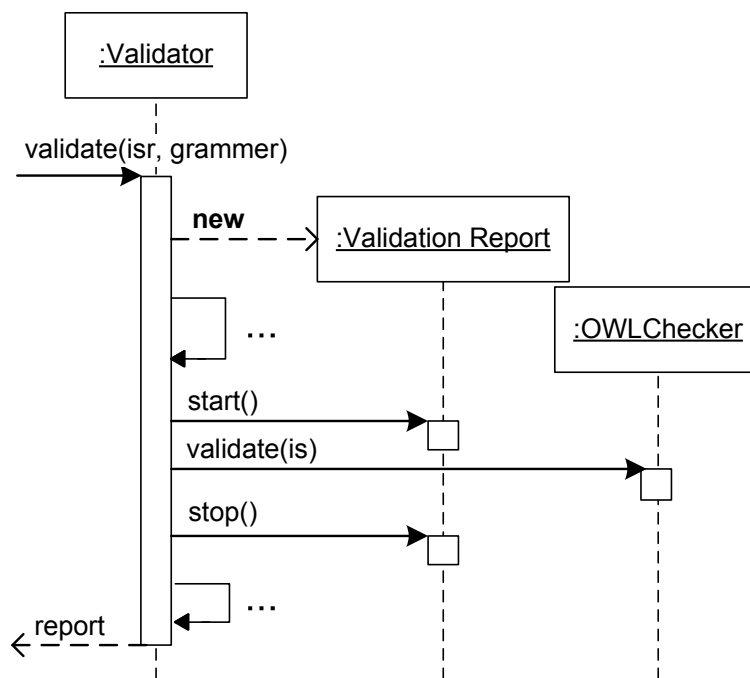 :Validator
validate(isr, grammer)
new
:Validation Report
...
:OWLChecker
start()
validate(is)
stop()
...
report